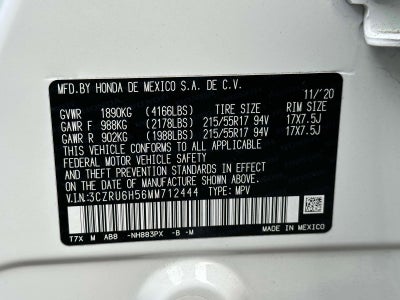 MFD.BY HONDA DE MEXICO S.A. DE C.V.
11/'20
GVWR 1890KG (4166LBS) TIRE SIZE RIM SIZE
GAWR F 988KG (2178LBS) 215/55R17 94V 17X7.5J
GAWR R 902KG (1988LBS) 215/55R17 94V 17X7.5J
THIS VEHICLE CONFORMS TO ALL APPLICABLE
FEDERAL MOTOR VEHICLE SAFETY, BUMPER,
AND THEFT PREVENTION STANDARDS IN EFFECT
ON THE DATE OF MANUFACTURE SHOWN ABOVE.
V.I.N:3CZRU6H56MM712444 TYPE: MPV
T7X M AB8 -NH883PX -B -M
MADE IN MEXICO